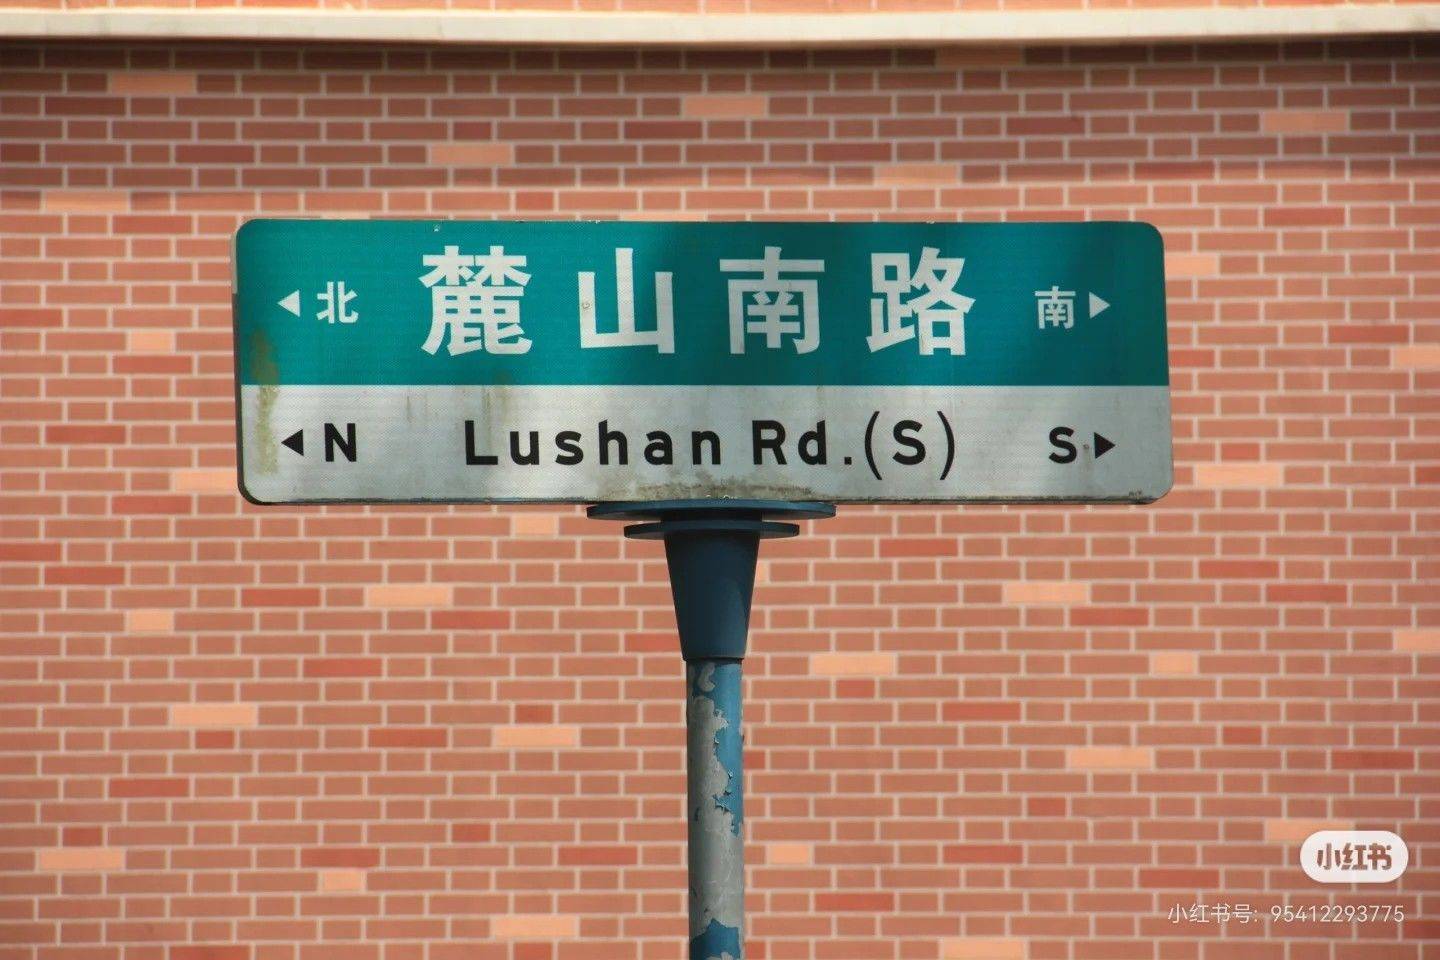 ◀北 麓山南路 南▶
◀N Lushan Rd.(S) S▶
小红书
小红书号: 95412293775